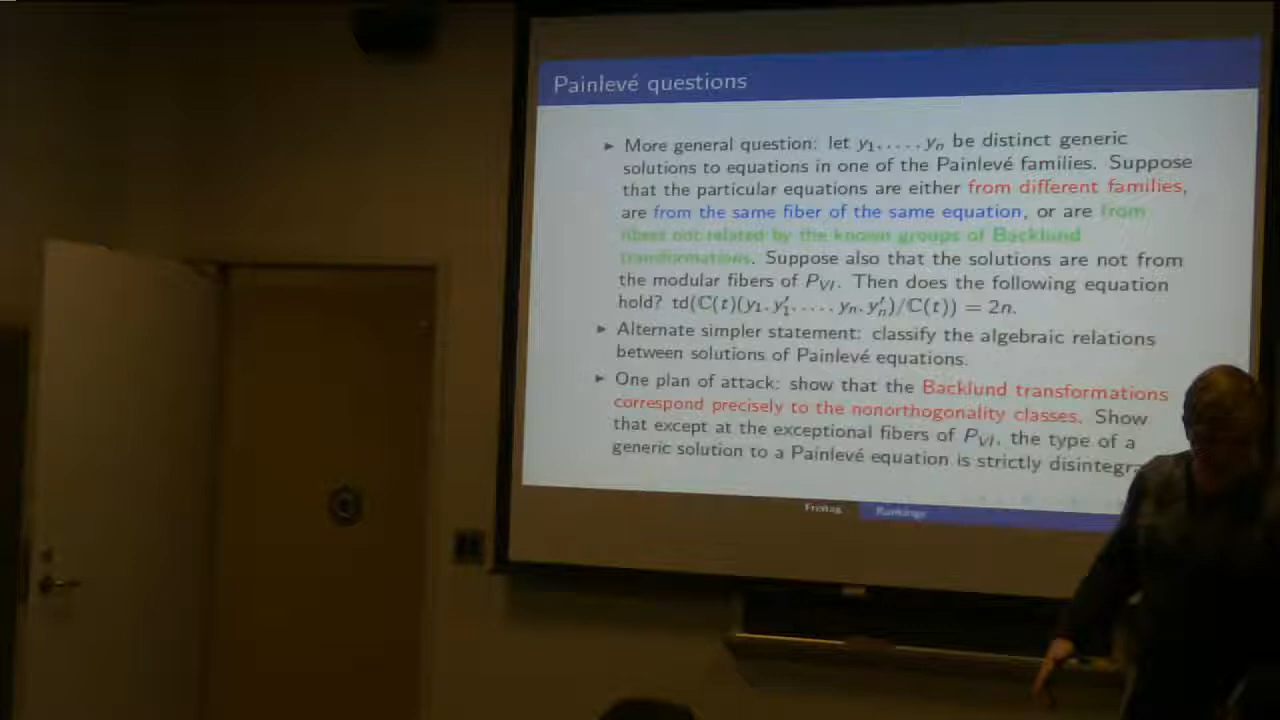 Painlevé questions
► More general question: let y₁, . . . , yₙ be distinct generic
solutions to equations in one of the Painlevé families. Suppose
that the particular equations are either from different families,
are from the same fiber of the same equation, or are from
fibers not related by the known groups of Backlund
transformations. Suppose also that the solutions are not from
the modular fibers of P_VI. Then does the following equation
hold? td(ℂ(t)(y₁, y₁′, . . . , yₙ, yₙ′)/ℂ(t)) = 2n.
► Alternate simpler statement: classify the algebraic relations
between solutions of Painlevé equations.
► One plan of attack: show that the Backlund transformations
correspond precisely to the nonorthogonality classes. Show
that except at the exceptional fibers of P_VI, the type of a
generic solution to a Painlevé equation is strictly disintegra
Freitag Rankings